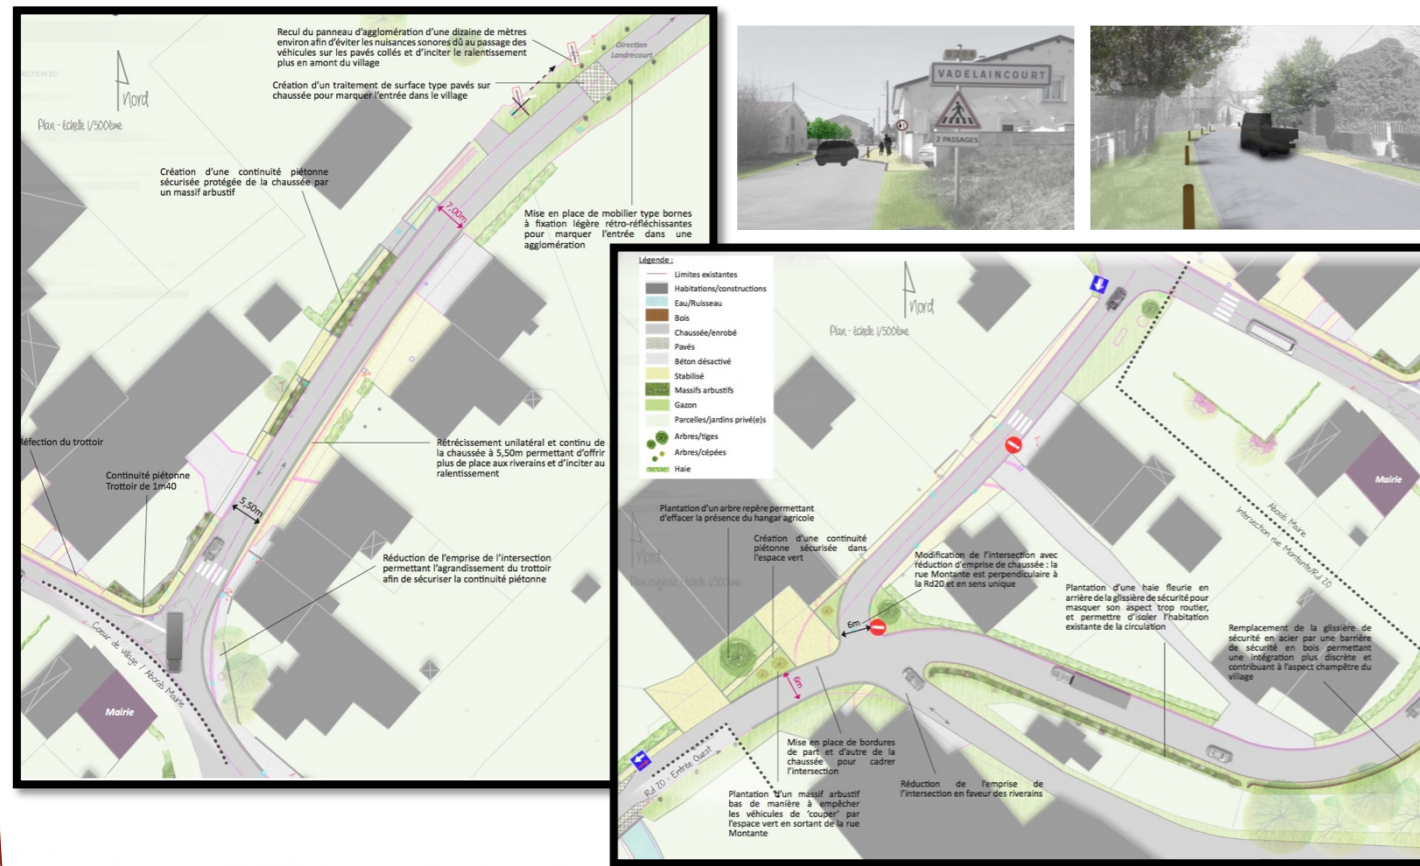 Recul du panneau d'agglomération d'une dizaine de mètres
environ afin d'éviter les nuisances sonores dû au passage des
véhicules sur les pavés collés et d'inciter le ralentissement
plus en amont du village
Création d'un traitement de surface type pavés sur
chaussée pour marquer l'entrée dans le village
Direction
Landrecourt
nord
Plan - échelle 1/500ème
Création d'une continuité piétonne
sécurisée protégée de la chaussée par
un massif arbustif
7,00m
Mise en place de mobilier type bornes
à fixation légère rétro-réfléchissantes
pour marquer l'entrée dans une
agglomération
Réfection du trottoir
Continuité piétonne
Trottoir de 1m40
Rétrécissement unilatéral et continu de
la chaussée à 5,50m permettant d'offrir
plus de place aux riverains et d'inciter au
ralentissement
5,50m
Réduction de l'emprise de l'intersection
permettant l'agrandissement du trottoir
afin de sécuriser la continuité piétonne
Coeur de village / Abords Mairie
Mairie
VADELAINCOURT
2 PASSAGES
Légende :
Limites existantes
Habitations/constructions
Eau/Ruisseau
Bois
Chaussée/enrobé
Pavés
Béton désactivé
Stabilisé
Massifs arbustifs
Gazon
Parcelles/jardins privé(e)s
Arbres/tiges
Arbres/cépées
Haie
nord
Plan - échelle 1/500ème
Mairie
Abords Mairie
Intersection rue Montante/Rd 20
Plantation d'un arbre repère permettant
d'effacer la présence du hangar agricole
Création d'une continuité
piétonne sécurisée dans
l'espace vert
Modification de l'intersection avec
réduction d'emprise de chaussée : la
rue Montante est perpendiculaire à
la Rd20 et en sens unique
Plantation d'une haie fleurie en
arrière de la glissière de sécurité pour
masquer son aspect trop routier,
et permettre d'isoler l'habitation
existante de la circulation
Remplacement de la glissière de
sécurité en acier par une barrière
de sécurité en bois permettant
une intégration plus discrète et
contribuant à l'aspect champêtre du
village
6m
6m
Mise en place de bordures
de part et d'autre de la
chaussée pour cadrer
l'intersection
Réduction de l'emprise de
l'intersection en faveur des riverains
Rd 20 - Entrée Ouest
Plantation d'un massif arbustif
bas de manière à empêcher
les véhicules de 'couper' par
l'espace vert en sortant de la rue
Montante